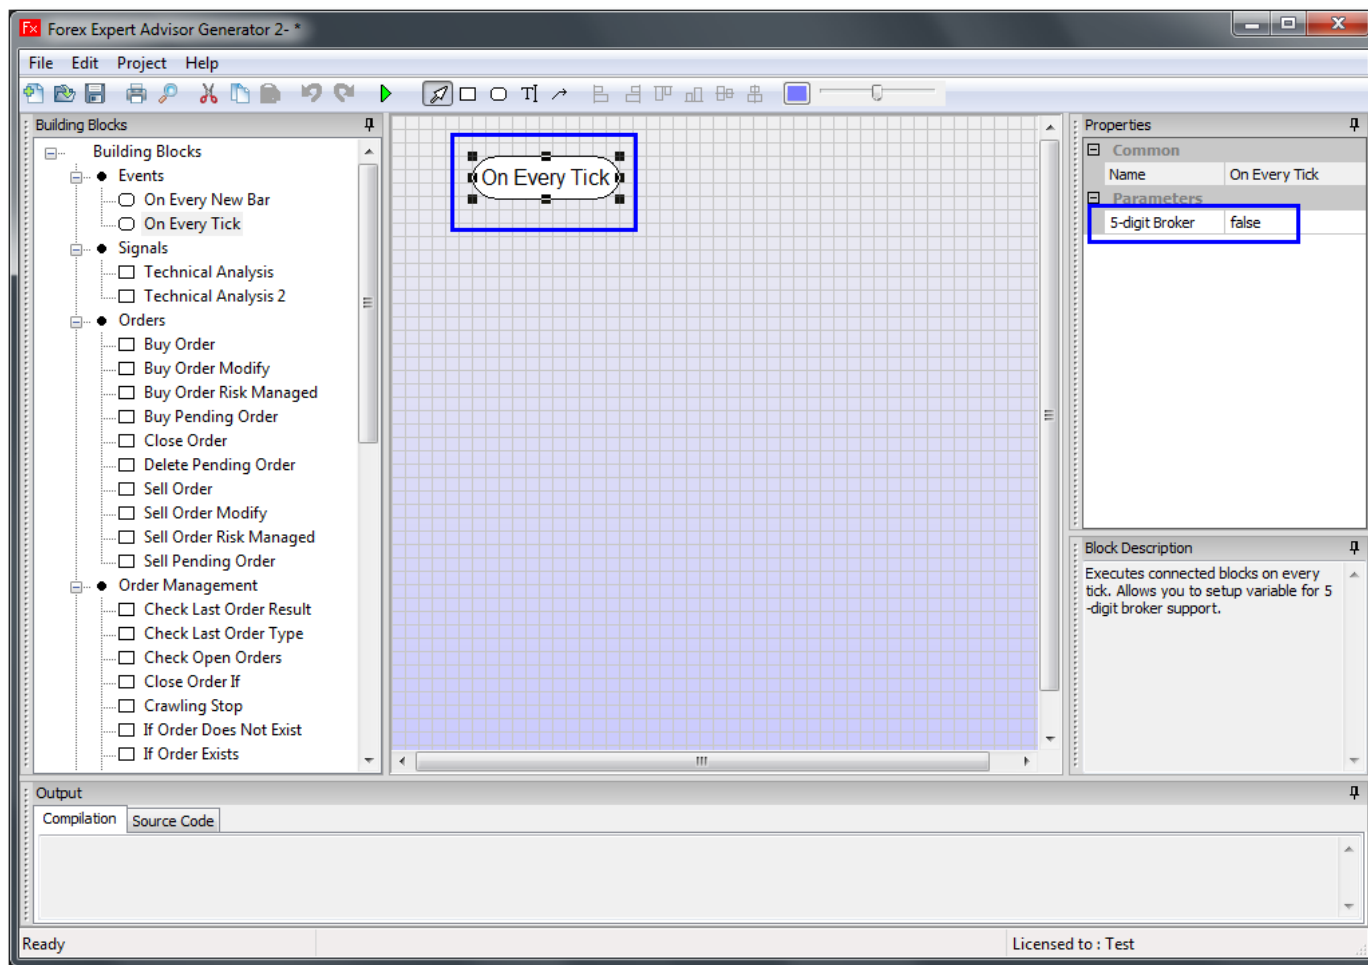 Fx Forex Expert Advisor Generator 2- *
File Edit Project Help
Building Blocks
Building Blocks
Events
On Every New Bar
On Every Tick
Signals
Technical Analysis
Technical Analysis 2
Orders
Buy Order
Buy Order Modify
Buy Order Risk Managed
Buy Pending Order
Close Order
Delete Pending Order
Sell Order
Sell Order Modify
Sell Order Risk Managed
Sell Pending Order
Order Management
Check Last Order Result
Check Last Order Type
Check Open Orders
Close Order If
Crawling Stop
If Order Does Not Exist
If Order Exists
On Every Tick
Properties
Common
Name On Every Tick
Parameters
5-digit Broker false
Block Description
Executes connected blocks on every
tick. Allows you to setup variable for 5
-digit broker support.
Output
Compilation Source Code
Ready Licensed to : Test